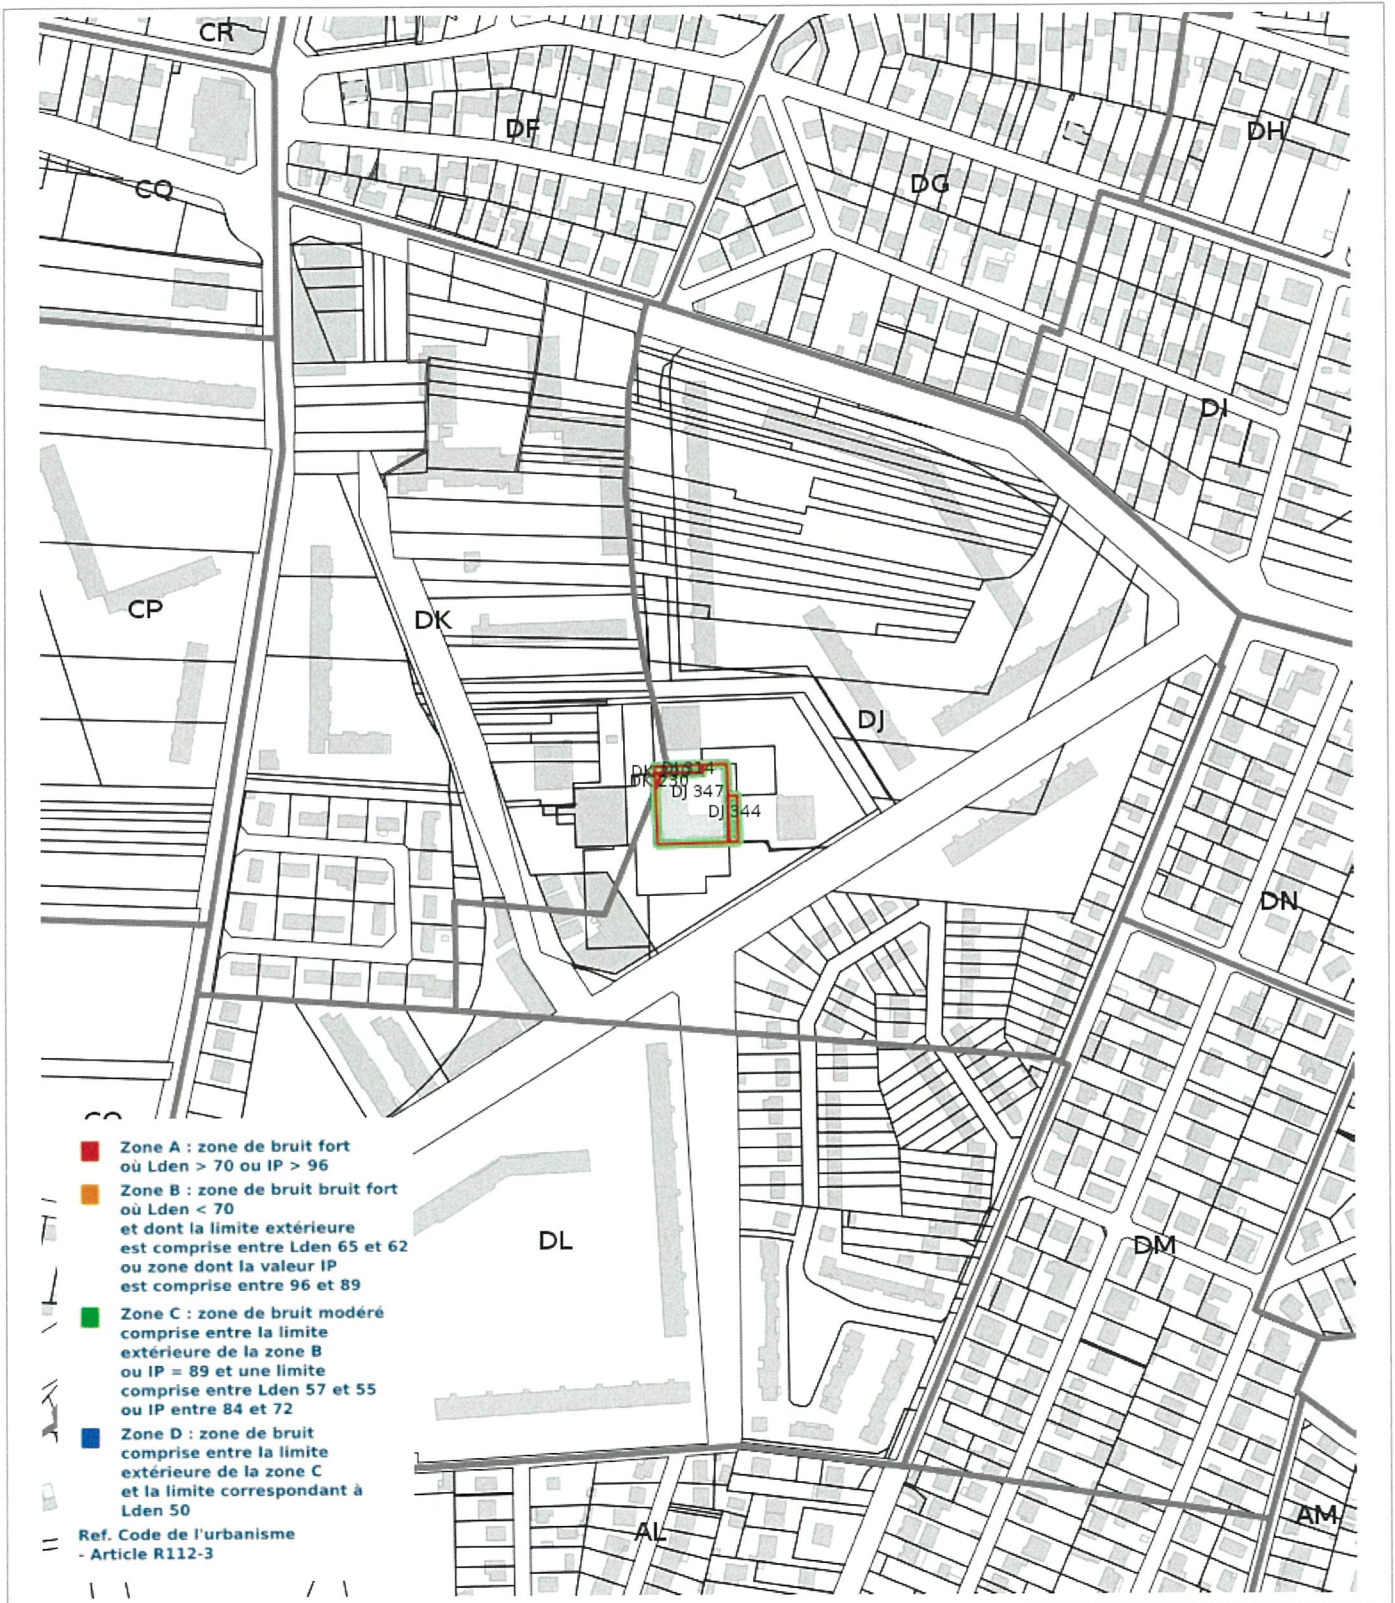 CR
DF
DH
CQ
DG
DI
CP
DK
DJ
DJ 347
DJ 344
DN
Zone A : zone de bruit fort
où Lden > 70 ou IP > 96
Zone B : zone de bruit bruit fort
où Lden < 70
et dont la limite extérieure
est comprise entre Lden 65 et 62
ou zone dont la valeur IP
est comprise entre 96 et 89
Zone C : zone de bruit modéré
comprise entre la limite
extérieure de la zone B
ou IP = 89 et une limite
comprise entre Lden 57 et 55
ou IP entre 84 et 72
Zone D : zone de bruit
comprise entre la limite
extérieure de la zone C
et la limite correspondant à
Lden 50
Ref. Code de l'urbanisme
- Article R112-3
DL
DM
AL
AM